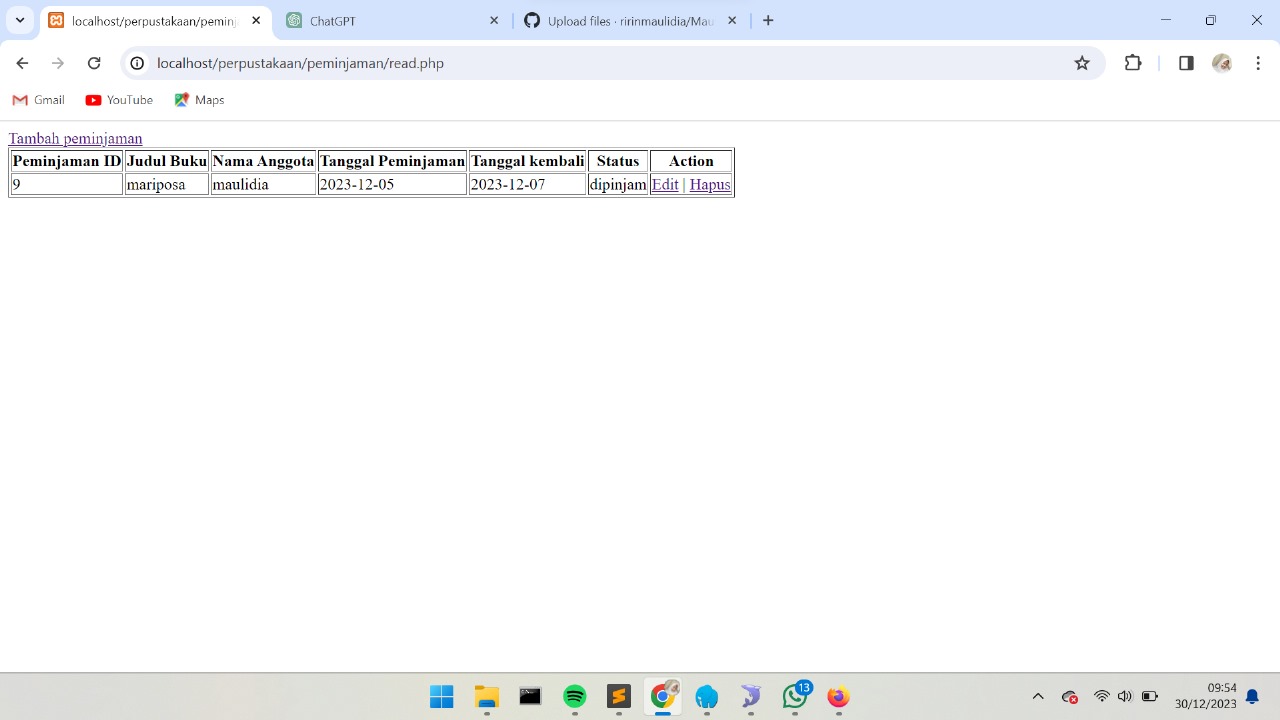 localhost/perpustakaan/peminj
ChatGPT
Upload files · ririnmaulidia/Mau
localhost/perpustakaan/peminjaman/read.php
Gmail YouTube Maps
Tambah peminjaman
Peminjaman ID Judul Buku Nama Anggota Tanggal Peminjaman Tanggal kembali Status Action
9 mariposa maulidia 2023-12-05 2023-12-07 dipinjam Edit | Hapus
13
09:54
30/12/2023